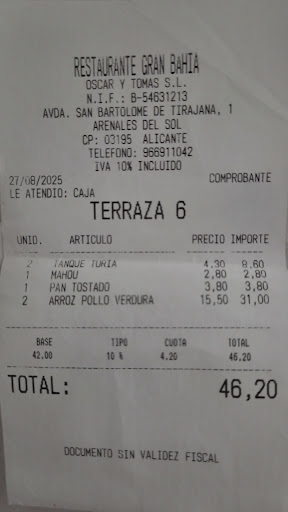 RESTAURANTE GRAN BAHIA
OSCAR Y TOMAS S.L.
N.I.F.: B-54631213
AVDA. SAN BARTOLOME DE TIRAJANA, 1
ARENALES DEL SOL
CP: 03195 ALICANTE
TELEFONO: 966911042
IVA 10% INCLUIDO
27/08/2025 COMPROBANTE
LE ATENDIO: CAJA
TERRAZA 6
UNID. ARTICULO PRECIO IMPORTE
2 TANQUE TURIA 4,30 8,60
1 MAHOU 2,80 2,80
1 PAN TOSTADO 3,80 3,80
2 ARROZ POLLO VERDURA 15,50 31,00
BASE TIPO CUOTA TOTAL
42.00 10 % 4.20 46,20
TOTAL: 46,20
DOCUMENTO SIN VALIDEZ FISCAL